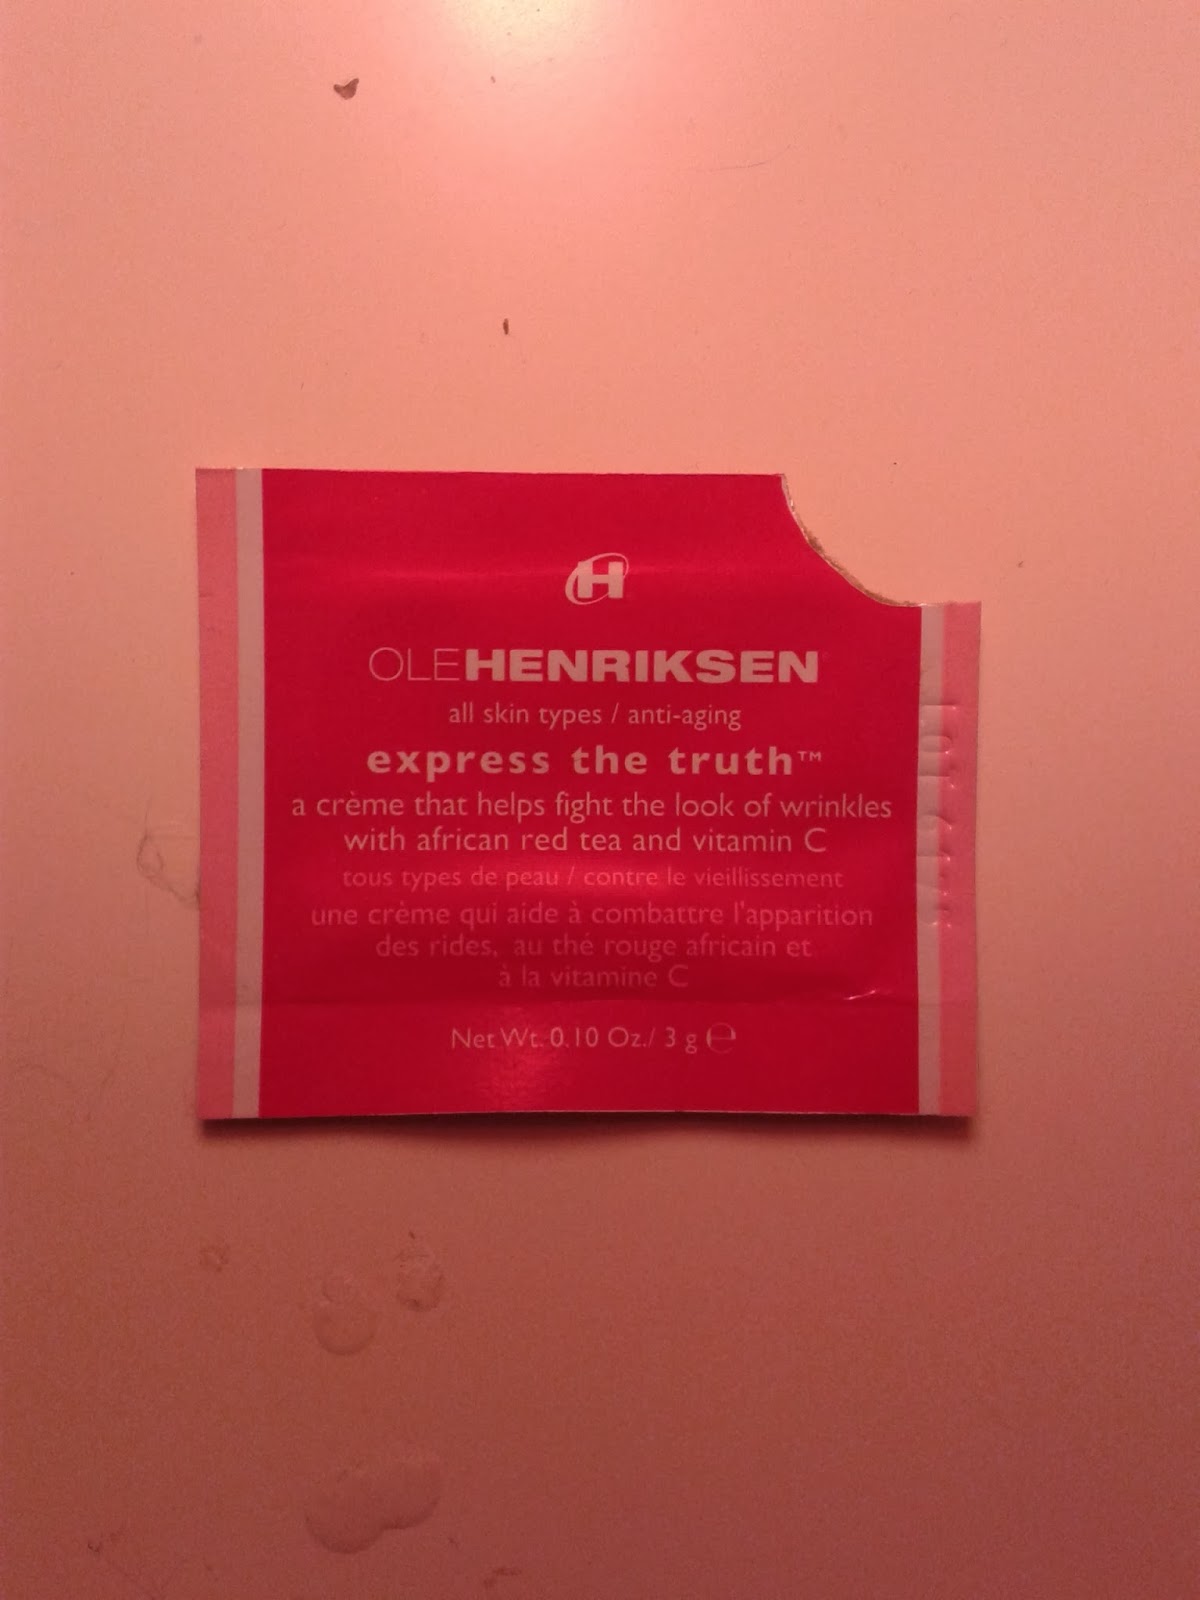 H
OLEHENRIKSEN
all skin types / anti-aging
express the truth™
a crème that helps fight the look of wrinkles
with african red tea and vitamin C
tous types de peau / contre le vieillissement
une crème qui aide à combattre l'apparition
des rides, au thé rouge africain et
à la vitamine C
Net Wt. 0.10 Oz./ 3 g ℮